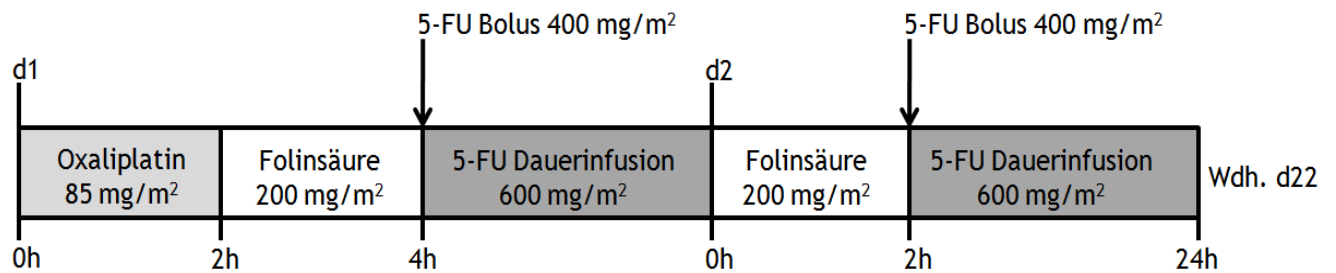 5-FU Bolus 400 mg/m²
5-FU Bolus 400 mg/m²
d1
d2
Oxaliplatin
85 mg/m²
Folinsäure
200 mg/m²
5-FU Dauerinfusion
600 mg/m²
Folinsäure
200 mg/m²
5-FU Dauerinfusion
600 mg/m²
Wdh. d22
0h
2h
4h
0h
2h
24h